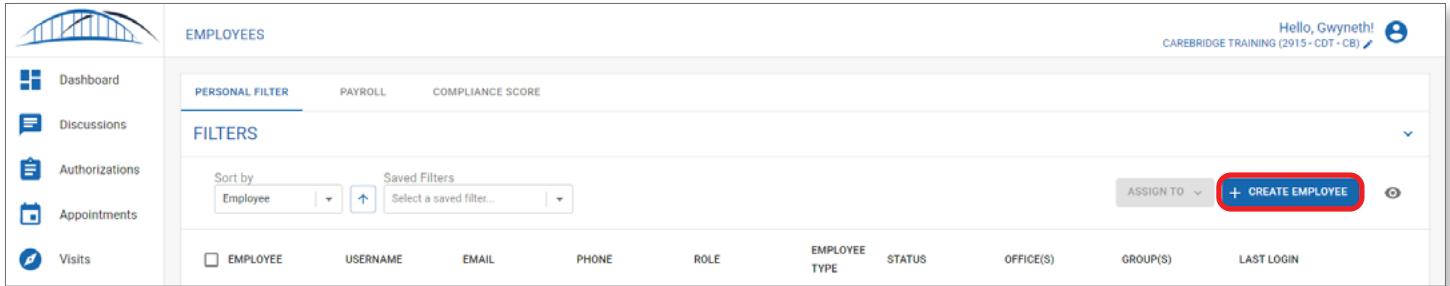 EMPLOYEES
Hello, Gwyneth!
CAREBRIDGE TRAINING (2915 - CDT - CB)
Dashboard
Discussions
Authorizations
Appointments
Visits
PERSONAL FILTER PAYROLL COMPLIANCE SCORE
FILTERS
Sort by Saved Filters
Employee Select a saved filter...
ASSIGN TO + CREATE EMPLOYEE
EMPLOYEE USERNAME EMAIL PHONE ROLE EMPLOYEE TYPE STATUS OFFICE(S) GROUP(S) LAST LOGIN